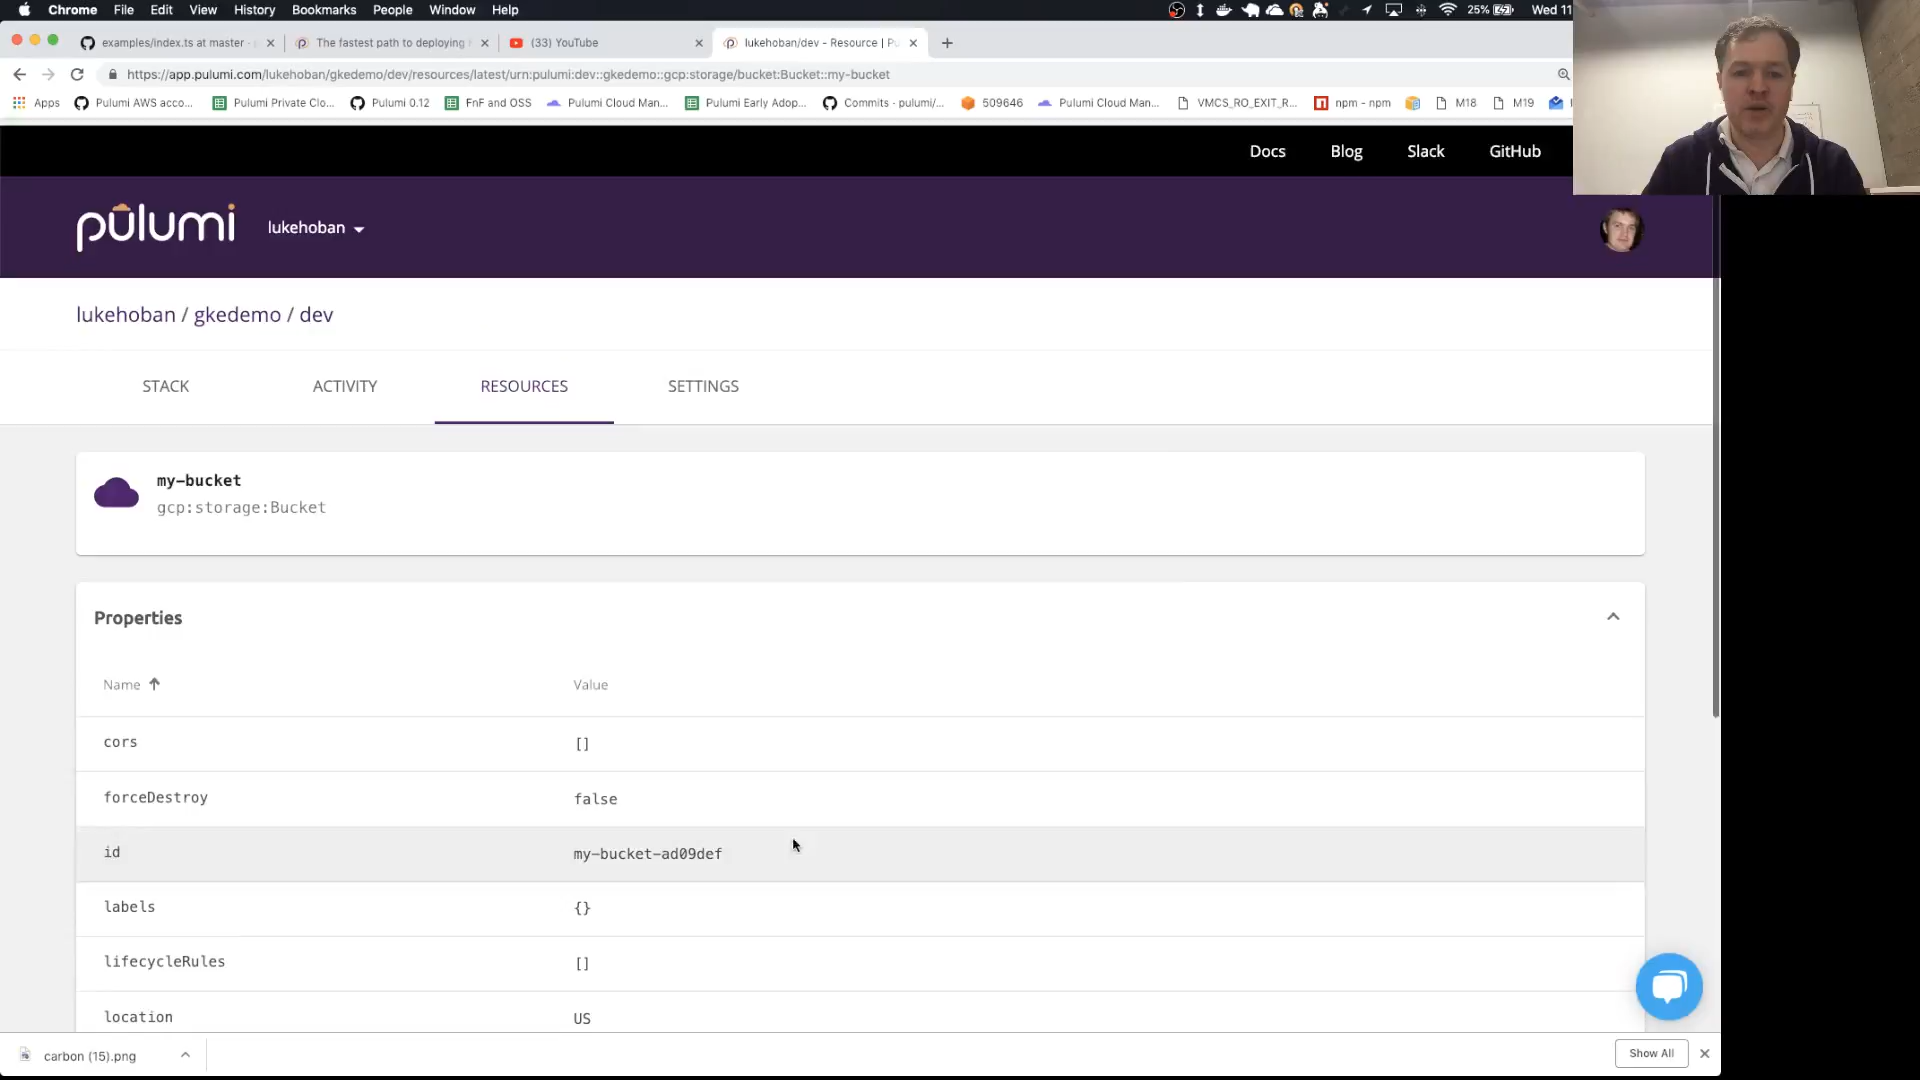 Chrome File Edit View History Bookmarks People Window Help 25% Wed 11
examples/index.ts at master - The fastest path to deploying (33) YouTube lukehoban/dev - Resource | Pu
https://app.pulumi.com/lukehoban/gkedemo/dev/resources/latest/urn:pulumi:dev::gkedemo::gcp:storage/bucket:Bucket::my-bucket
Apps Pulumi AWS acco... Pulumi Private Clo... Pulumi 0.12 FnF and OSS Pulumi Cloud Man... Pulumi Early Adop... Commits · pulumi/... 509646 Pulumi Cloud Man... VMCS_RO_EXIT_R... npm - npm M18 M19
Docs Blog Slack GitHub
pulumi lukehoban
lukehoban / gkedemo / dev
STACK ACTIVITY RESOURCES SETTINGS
my-bucket
gcp:storage:Bucket
Properties
Name Value
cors []
forceDestroy false
id my-bucket-ad09def
labels {}
lifecycleRules []
location US
carbon (15).png Show All